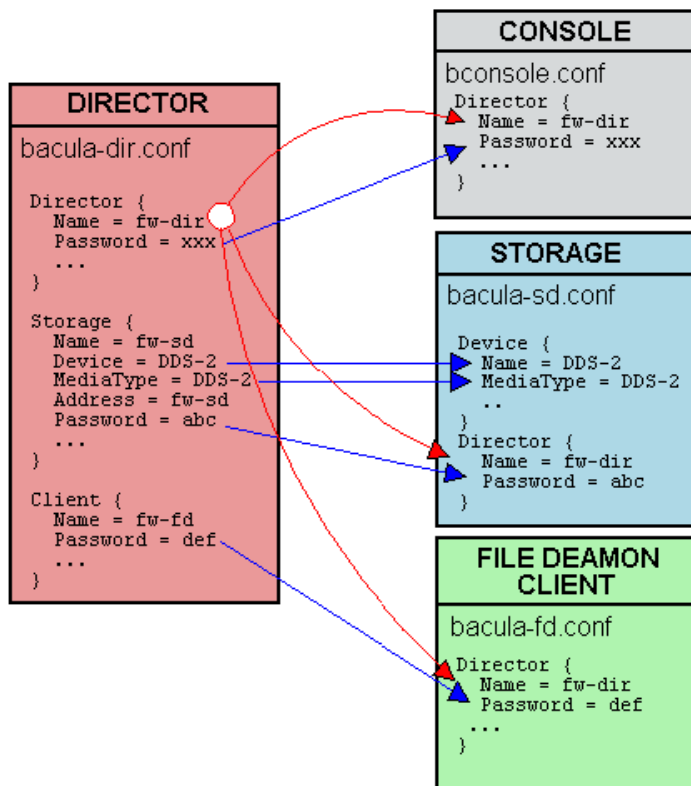 DIRECTOR
bacula-dir.conf
Director {
Name = fw-dir
Password = xxx
...
}
Storage {
Name = fw-sd
Device = DDS-2
MediaType = DDS-2
Address = fw-sd
Password = abc
...
}
Client {
Name = fw-fd
Password = def
...
}
CONSOLE
bconsole.conf
Director {
Name = fw-dir
Password = xxx
...
}
STORAGE
bacula-sd.conf
Device {
Name = DDS-2
MediaType = DDS-2
..
}
Director {
Name = fw-dir
Password = abc
}
FILE DEAMON
CLIENT
bacula-fd.conf
Director {
Name = fw-dir
Password = def
...
}